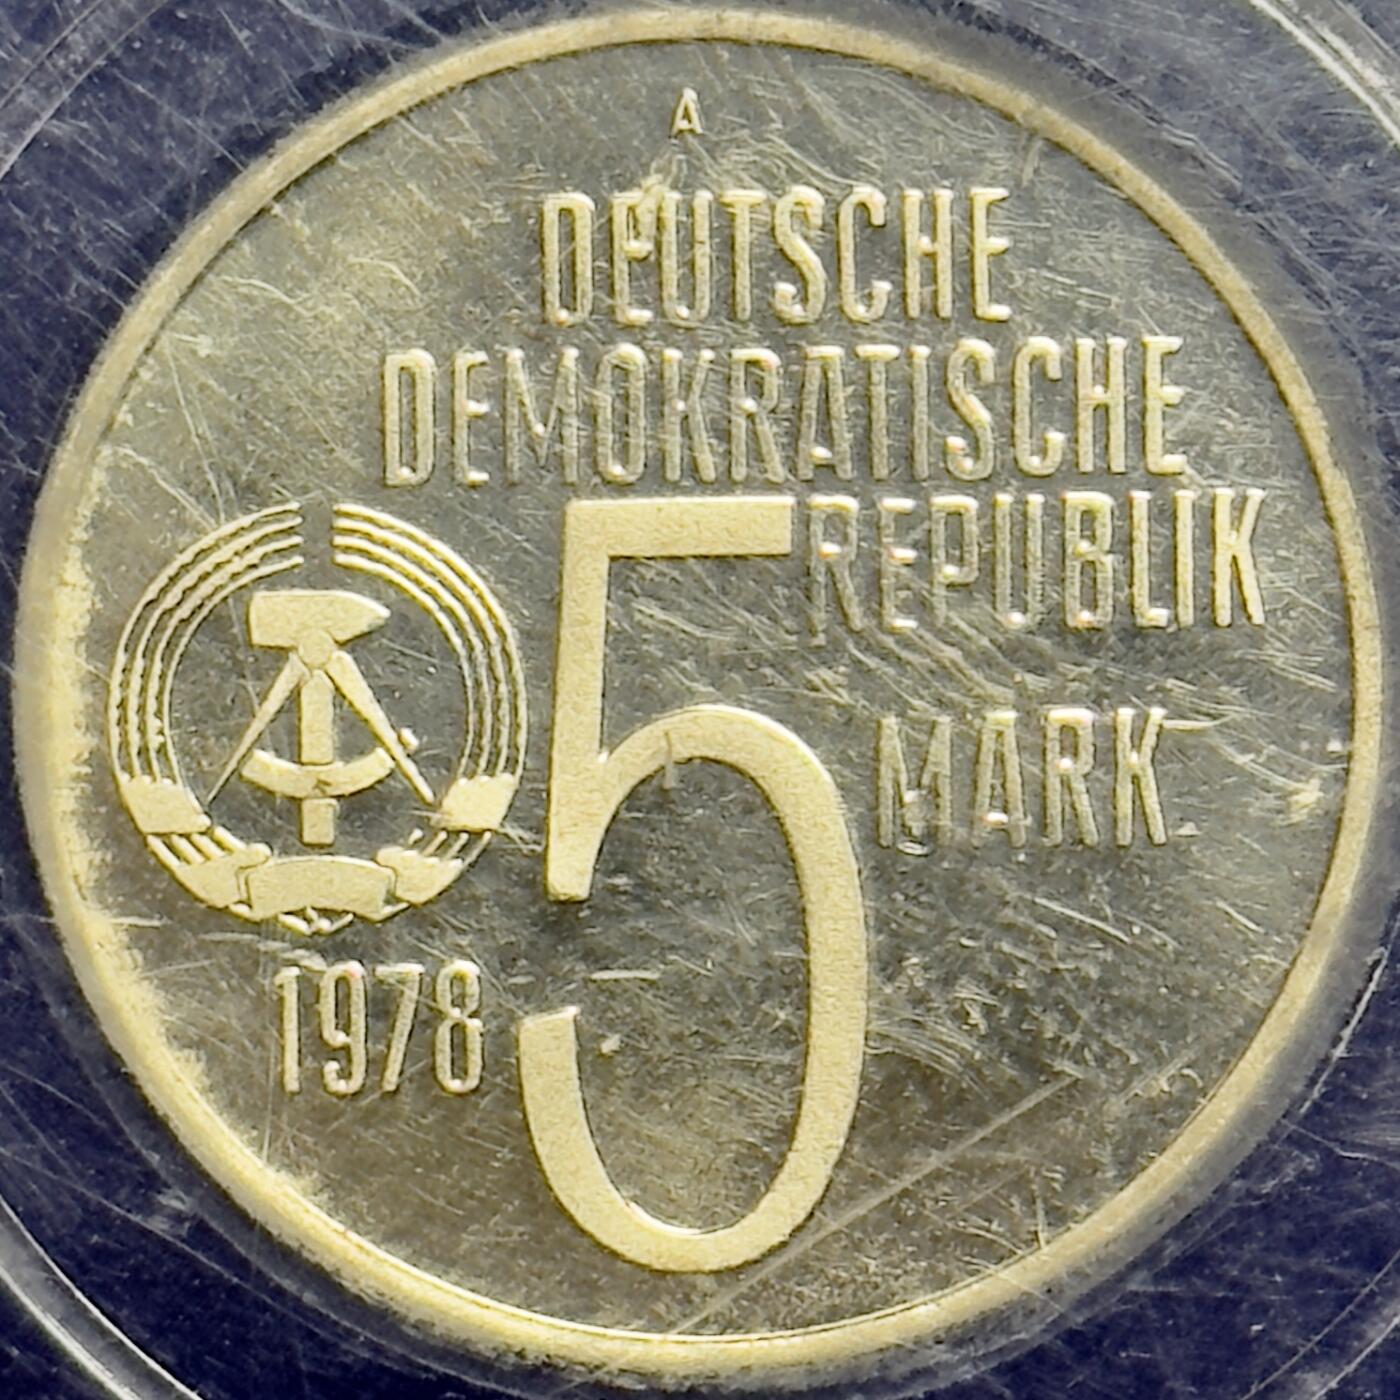 A
DEUTSCHE
DEMOKRATISCHE
REPUBLIK
5 MARK
1978